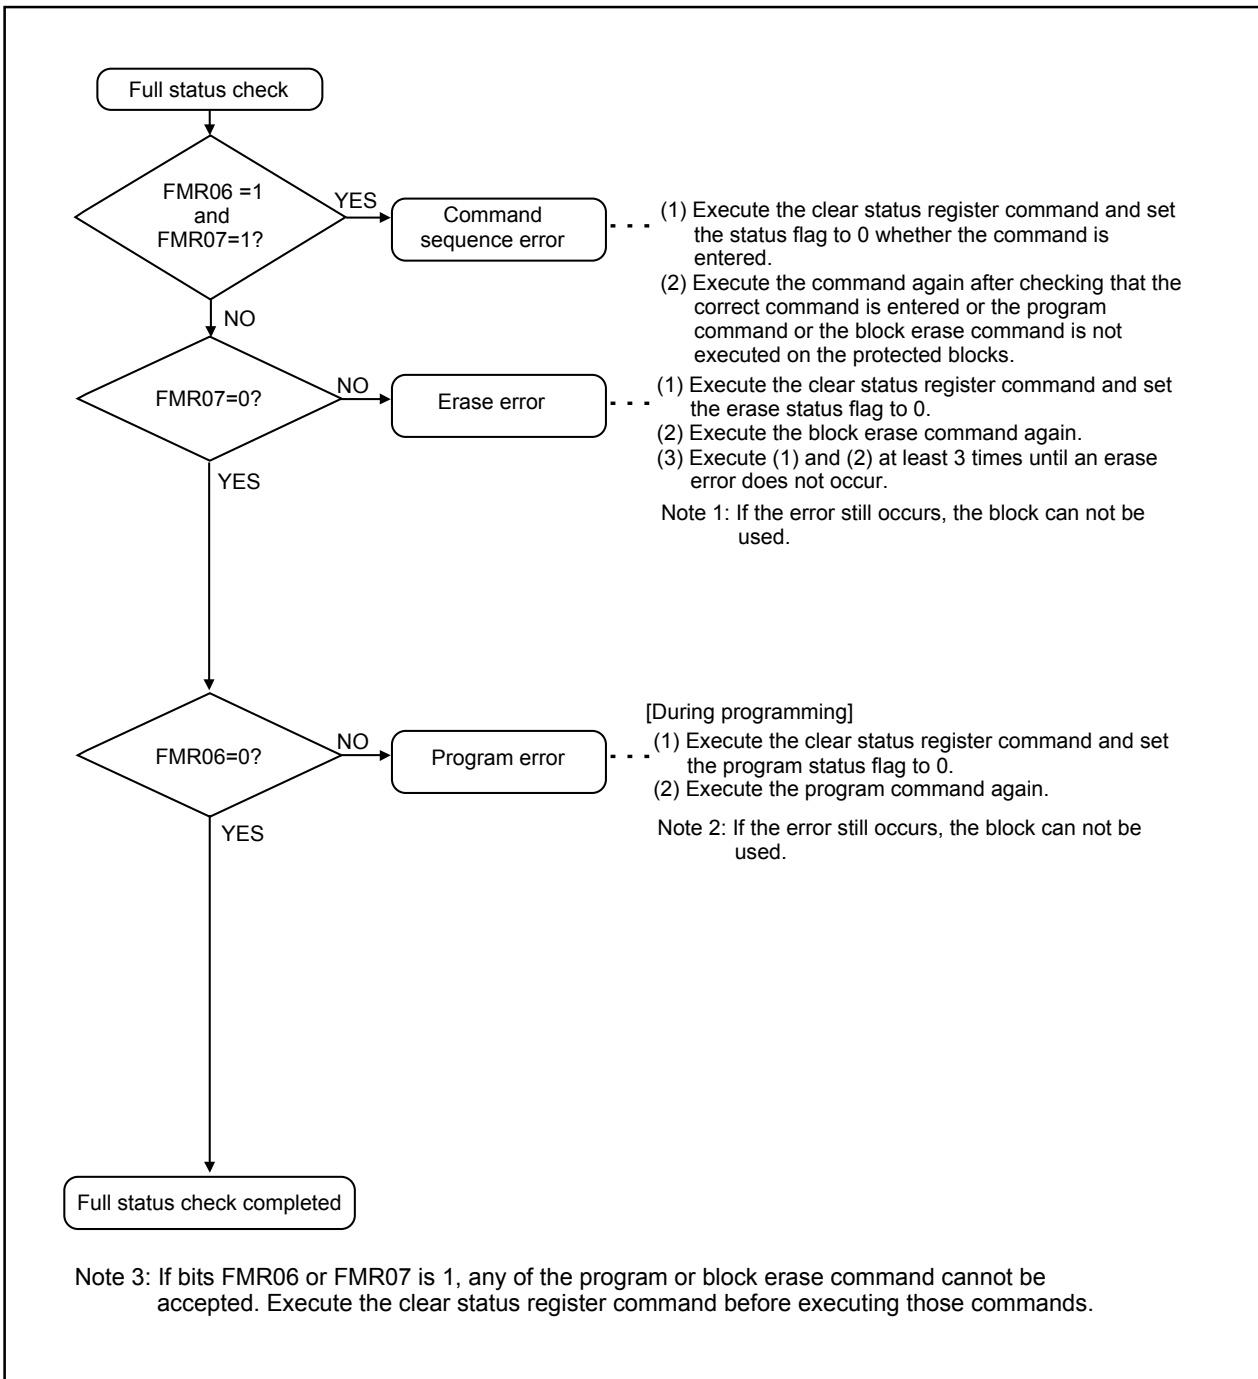 Full status check
FMR06 =1
and
FMR07=1?
YES
Command
sequence error
(1) Execute the clear status register command and set
the status flag to 0 whether the command is
entered.
(2) Execute the command again after checking that the
correct command is entered or the program
command or the block erase command is not
executed on the protected blocks.
NO
FMR07=0?
NO
Erase error
(1) Execute the clear status register command and set
the erase status flag to 0.
(2) Execute the block erase command again.
(3) Execute (1) and (2) at least 3 times until an erase
error does not occur.
Note 1: If the error still occurs, the block can not be
used.
YES
FMR06=0?
NO
Program error
[During programming]
(1) Execute the clear status register command and set
the program status flag to 0.
(2) Execute the program command again.
Note 2: If the error still occurs, the block can not be
used.
YES
Full status check completed
Note 3: If bits FMR06 or FMR07 is 1, any of the program or block erase command cannot be
accepted. Execute the clear status register command before executing those commands.